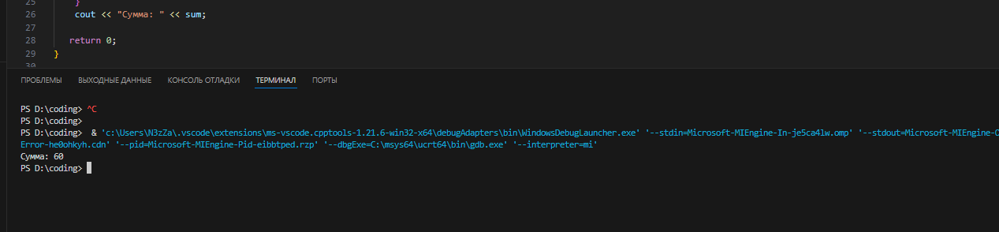 25 }
26 cout << "Сумма: " << sum;
27
28 return 0;
29 }
30
ПРОБЛЕМЫ ВЫХОДНЫЕ ДАННЫЕ КОНСОЛЬ ОТЛАДКИ ТЕРМИНАЛ ПОРТЫ
PS D:\coding> ^C
PS D:\coding>
PS D:\coding> & 'c:\Users\N3zZa\.vscode\extensions\ms-vscode.cpptools-1.21.6-win32-x64\debugAdapters\bin\WindowsDebugLauncher.exe' '--stdin=Microsoft-MIEngine-In-je5ca4lw.omp' '--stdout=Microsoft-MIEngine-O
Error-he0ohkyh.cdn' '--pid=Microsoft-MIEngine-Pid-eibbtped.rzp' '--dbgExe=C:\msys64\ucrt64\bin\gdb.exe' '--interpreter=mi'
Сумма: 60
PS D:\coding>